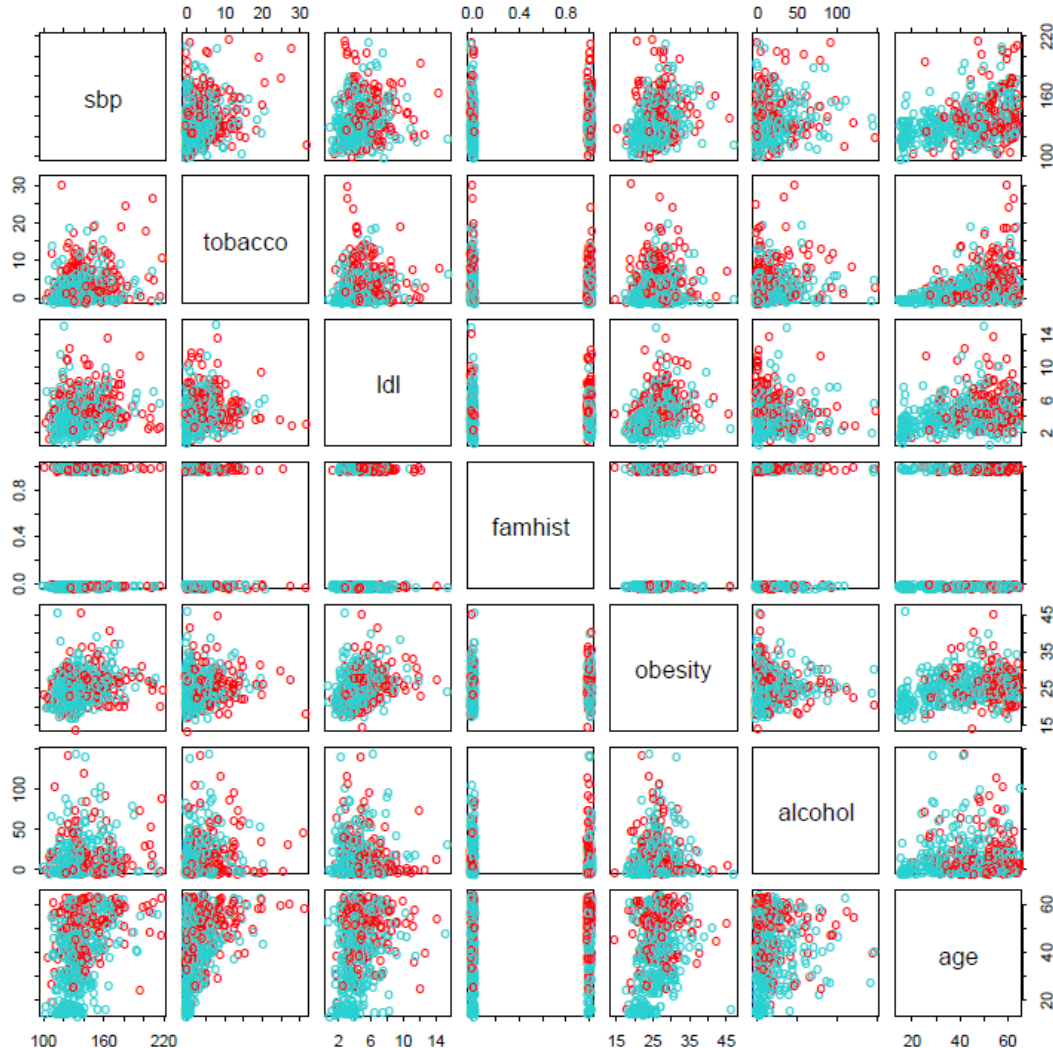 0 10 20 30 0.0 0.4 0.8 0 50 100
sbp 100 160 220
0 10 20 30 tobacco
ldl 2 6 10 14
0.0 0.4 0.8 famhist
obesity 15 25 35 45
0 50 100 alcohol
age 20 40 60
100 160 220 2 6 10 14 15 25 35 45 20 40 60